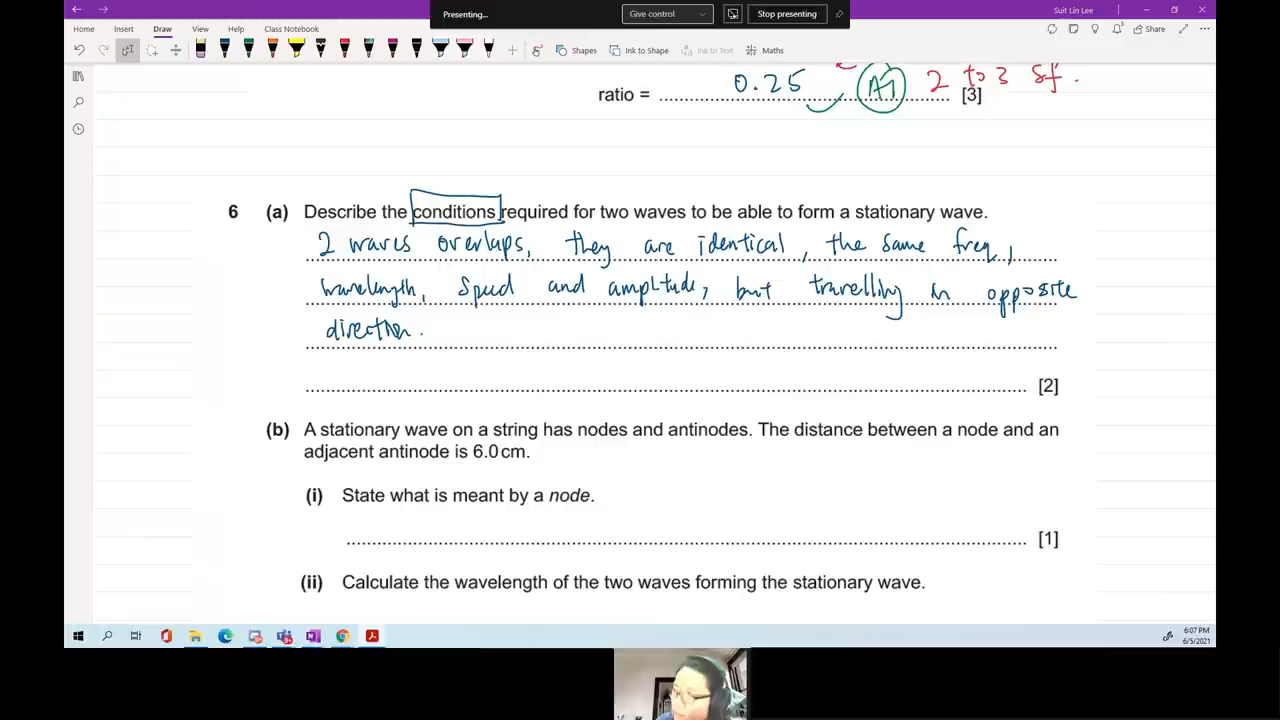 Presenting...
Give control
Stop presenting
Suit Lin Lee
Home Insert Draw View Help Class Notebook
Share
Shapes Ink to Shape Ink to Text Maths
0.25 A1 2 to 3 sf.
ratio = [3]
6 (a) Describe the conditions required for two waves to be able to form a stationary wave.
2 waves overlaps, they are identical, the same freq,
wavelength, speed and amplitude, but travelling in opposite
direction.
[2]
(b) A stationary wave on a string has nodes and antinodes. The distance between a node and an
adjacent antinode is 6.0 cm.
(i) State what is meant by a node.
[1]
(ii) Calculate the wavelength of the two waves forming the stationary wave.
6:07 PM
6/5/2021